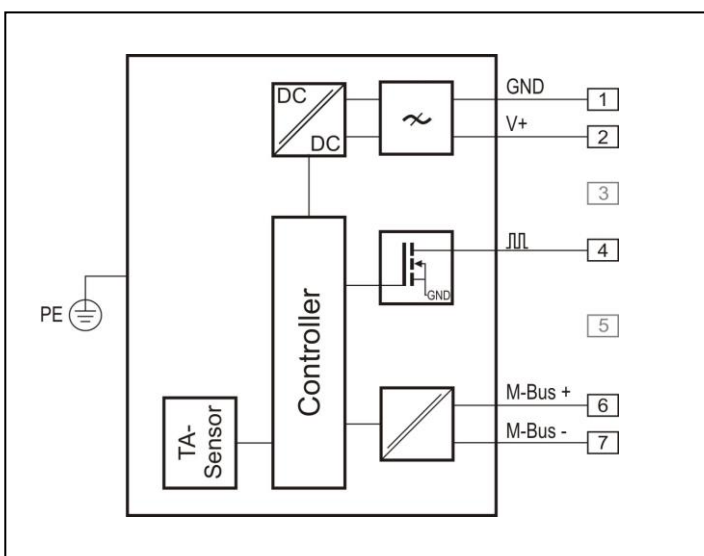 DC
DC
GND
1
V+
2
3
4
GND
PE
5
Controller
TA-
Sensor
M-Bus +
6
M-Bus -
7